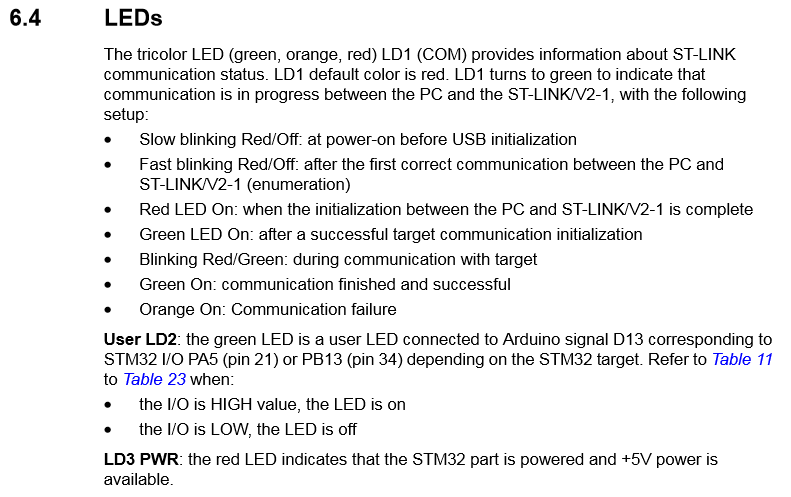 6.4 LEDs
The tricolor LED (green, orange, red) LD1 (COM) provides information about ST-LINK
communication status. LD1 default color is red. LD1 turns to green to indicate that
communication is in progress between the PC and the ST-LINK/V2-1, with the following
setup:
• Slow blinking Red/Off: at power-on before USB initialization
• Fast blinking Red/Off: after the first correct communication between the PC and
ST-LINK/V2-1 (enumeration)
• Red LED On: when the initialization between the PC and ST-LINK/V2-1 is complete
• Green LED On: after a successful target communication initialization
• Blinking Red/Green: during communication with target
• Green On: communication finished and successful
• Orange On: Communication failure
User LD2: the green LED is a user LED connected to Arduino signal D13 corresponding to
STM32 I/O PA5 (pin 21) or PB13 (pin 34) depending on the STM32 target. Refer to Table 11
to Table 23 when:
• the I/O is HIGH value, the LED is on
• the I/O is LOW, the LED is off
LD3 PWR: the red LED indicates that the STM32 part is powered and +5V power is
available.